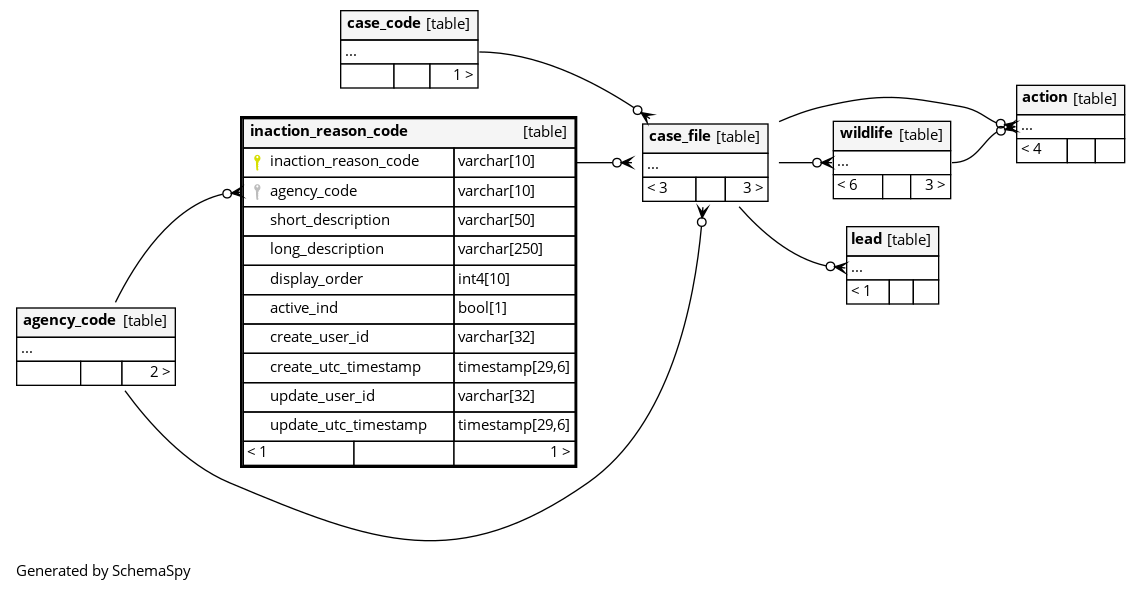 case_code [table]
...
1 >
inaction_reason_code [table]
inaction_reason_code varchar[10]
agency_code varchar[10]
short_description varchar[50]
long_description varchar[250]
display_order int4[10]
active_ind bool[1]
create_user_id varchar[32]
create_utc_timestamp timestamp[29,6]
update_user_id varchar[32]
update_utc_timestamp timestamp[29,6]
< 1 1 >
case_file [table]
...
< 3 3 >
wildlife [table]
...
< 6 3 >
action [table]
...
< 4
lead [table]
...
< 1
agency_code [table]
...
2 >
Generated by SchemaSpy